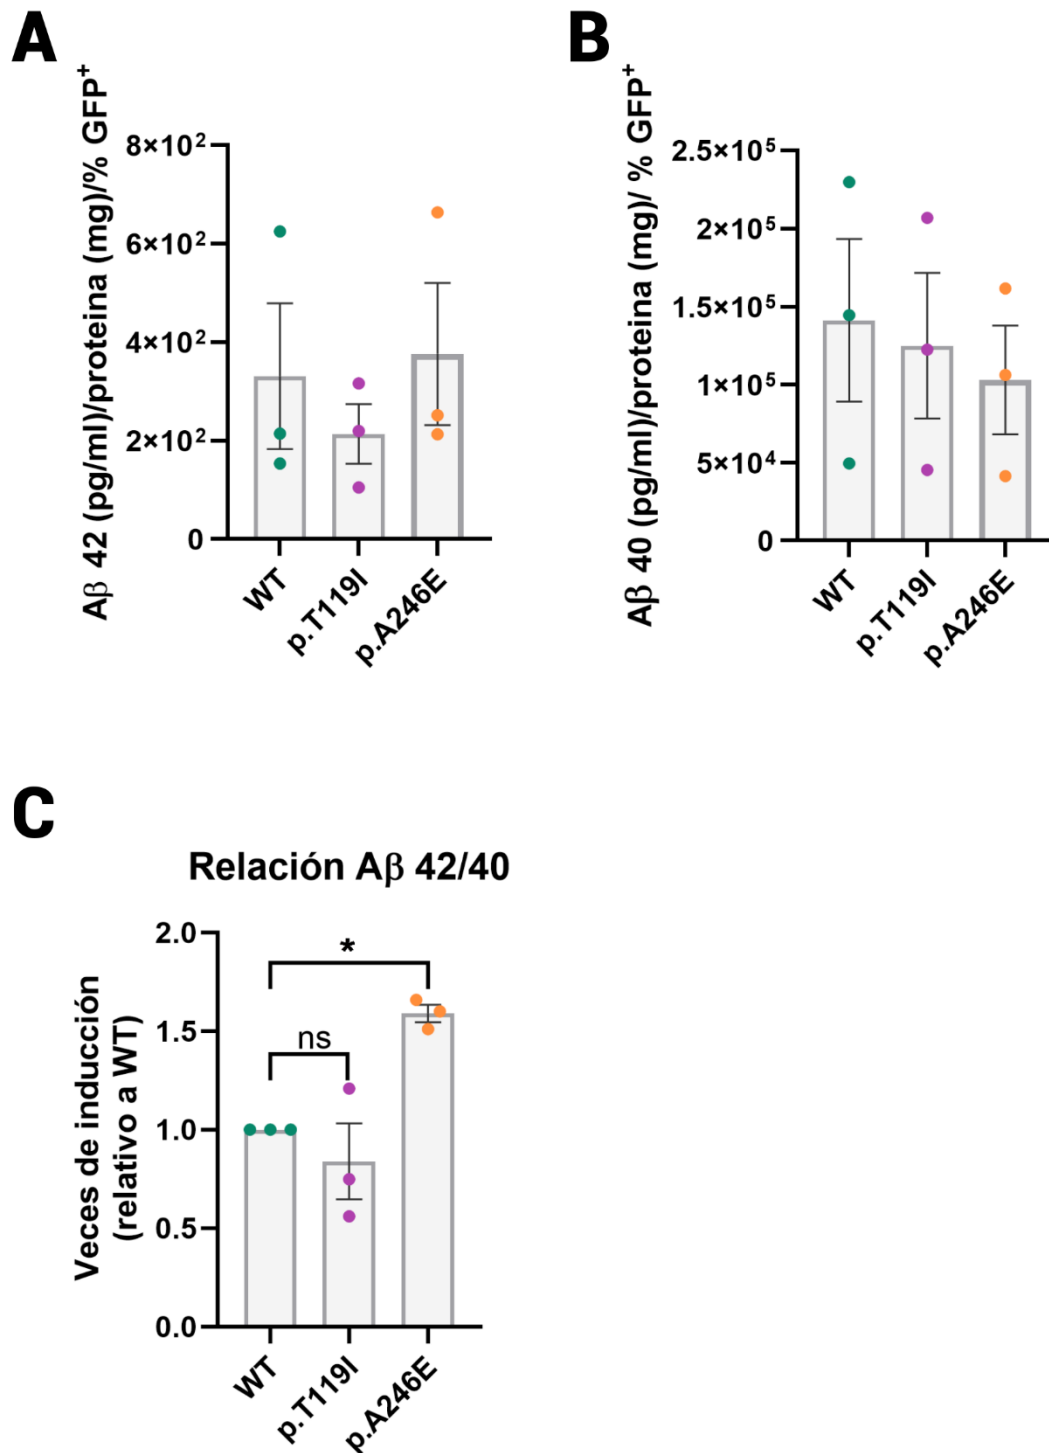 A
Aβ 42 (pg/ml)/proteina (mg)/% GFP⁺
8×10²
6×10²
4×10²
2×10²
0
WT
p.T119I
p.A246E
B
Aβ 40 (pg/ml)/proteina (mg)/ % GFP⁺
2.5×10⁵
2×10⁵
1.5×10⁵
1×10⁵
5×10⁴
0
WT
p.T119I
p.A246E
C
Relación Aβ 42/40
Veces de inducción
(relativo a WT)
2.0
1.5
1.0
0.5
0.0
*
ns
WT
p.T119I
p.A246E